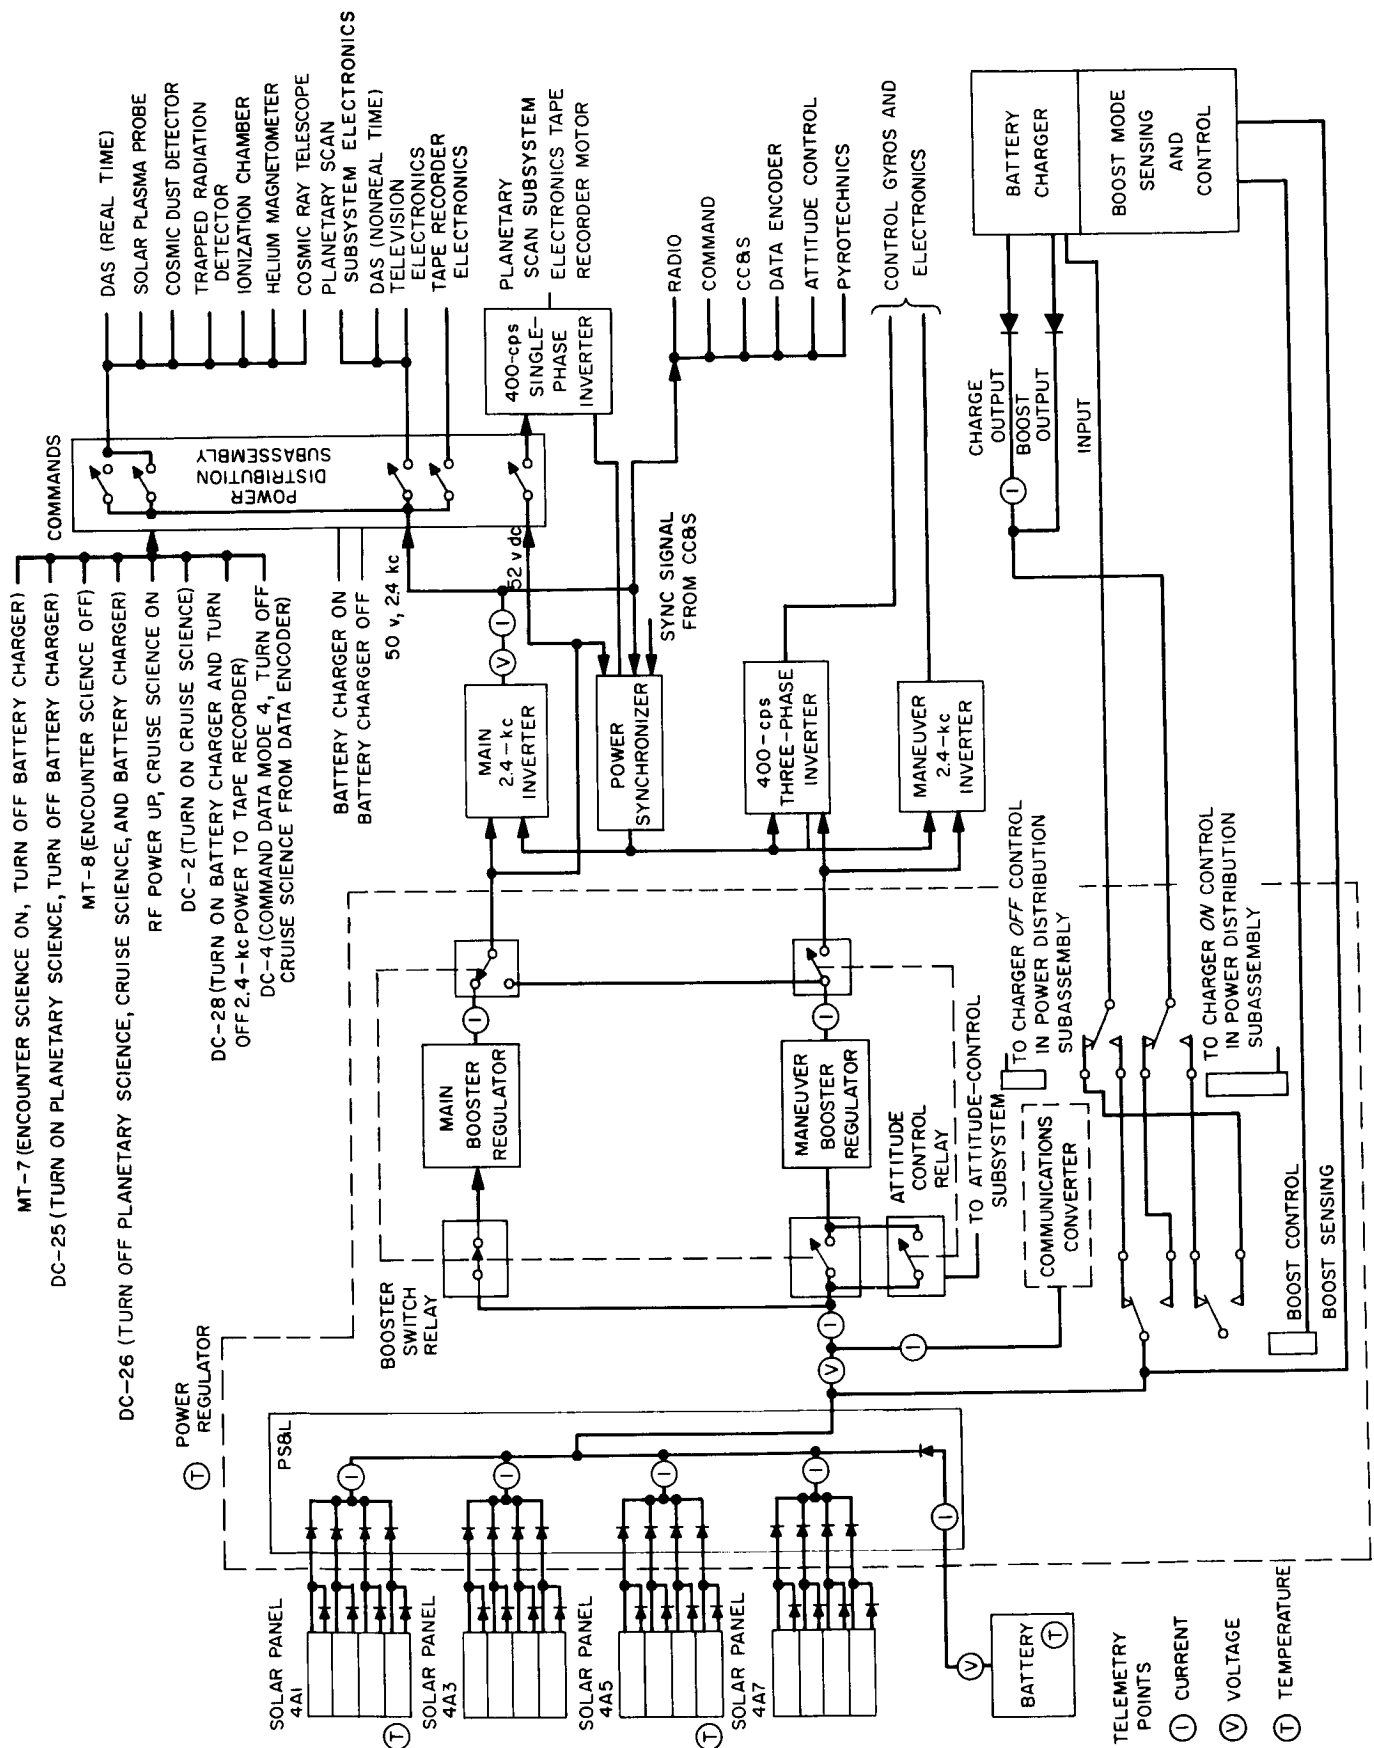 MT-7 (ENCOUNTER SCIENCE ON, TURN OFF BATTERY CHARGER)
DC-25 (TURN ON PLANETARY SCIENCE, TURN OFF BATTERY CHARGER)
MT-8 (ENCOUNTER SCIENCE OFF)
DC-26 (TURN OFF PLANETARY SCIENCE, CRUISE SCIENCE, AND BATTERY CHARGER)
RF POWER UP, CRUISE SCIENCE ON
DC-2 (TURN ON CRUISE SCIENCE)
DC-28 (TURN ON BATTERY CHARGER AND TURN
OFF 2.4-kc POWER TO TAPE RECORDER)
DC-4 (COMMAND DATA MODE 4, TURN OFF
CRUISE SCIENCE FROM DATA ENCODER)
COMMANDS
POWER
DISTRIBUTION
SUBASSEMBLY
DAS (REAL TIME)
SOLAR PLASMA PROBE
COSMIC DUST DETECTOR
TRAPPED RADIATION
DETECTOR
IONIZATION CHAMBER
HELIUM MAGNETOMETER
COSMIC RAY TELESCOPE
PLANETARY SCAN
SUBSYSTEM ELECTRONICS
DAS (NONREAL TIME)
TELEVISION
ELECTRONICS
TAPE RECORDER
ELECTRONICS
BATTERY CHARGER ON
BATTERY CHARGER OFF
50 v, 2.4 kc
52 v dc
400-cps
SINGLE-
PHASE
INVERTER
PLANETARY
SCAN SUBSYSTEM
ELECTRONICS TAPE
RECORDER MOTOR
T POWER
REGULATOR
BOOSTER
SWITCH
RELAY
MAIN
BOOSTER
REGULATOR
I
MAIN
2.4-kc
INVERTER
V
I
POWER
SYNCHRONIZER
SYNC SIGNAL
FROM CC&S
RADIO
COMMAND
CC&S
DATA ENCODER
ATTITUDE CONTROL
PYROTECHNICS
MANEUVER
BOOSTER
REGULATOR
I
400-cps
THREE-PHASE
INVERTER
MANEUVER
2.4-kc
INVERTER
CONTROL GYROS AND
ELECTRONICS
ATTITUDE
CONTROL
RELAY
TO ATTITUDE-CONTROL
SUBSYSTEM
PS&L
SOLAR PANEL
4A1
T
I
SOLAR PANEL
4A3
I
SOLAR PANEL
4A5
T
I
SOLAR PANEL
4A7
I
I
V
I
I
COMMUNICATIONS
CONVERTER
TO CHARGER OFF CONTROL
IN POWER DISTRIBUTION
SUBASSEMBLY
TO CHARGER ON CONTROL
IN POWER DISTRIBUTION
SUBASSEMBLY
CHARGE
OUTPUT
BOOST
OUTPUT
INPUT
I
BATTERY
CHARGER
BOOST MODE
SENSING
AND
CONTROL
BOOST CONTROL
BOOST SENSING
V
BATTERY T
TELEMETRY
POINTS
I CURRENT
V VOLTAGE
T TEMPERATURE